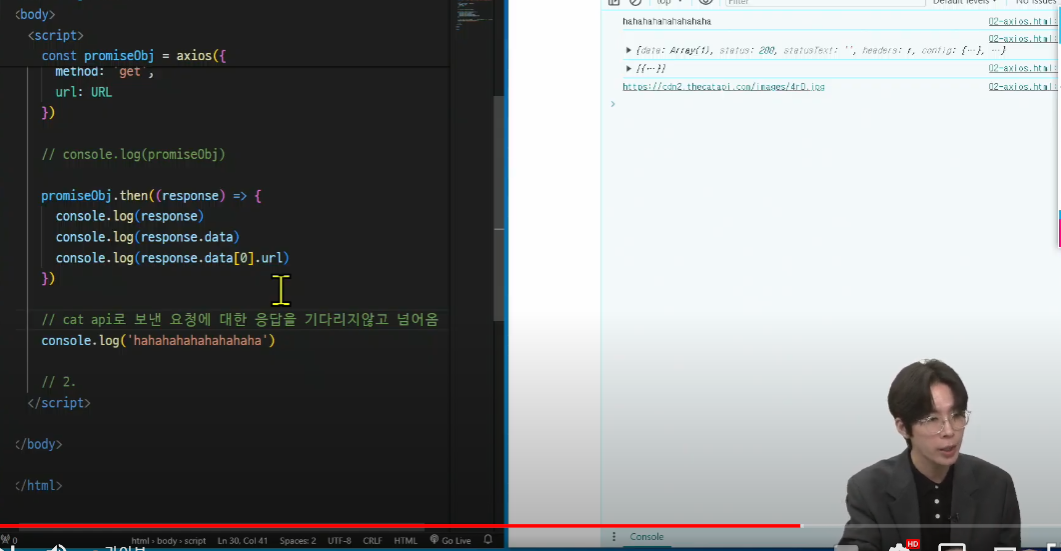 <body>
<script>
const promiseObj = axios({
method: 'get',
url: URL
})
// console.log(promiseObj)
promiseObj.then((response) => {
console.log(response)
console.log(response.data)
console.log(response.data[0].url)
})
// cat api로 보낸 요청에 대한 응답을 기다리지않고 넘어옴
console.log('hahahahahahahahaha')
// 2.
</script>
</body>
</html>
0
html › body › script
Ln 30, Col 41
Spaces: 2
UTF-8
CRLF
HTML
Go Live
top
Filter
Default levels
No Issues
hahahahahahahahaha
02-axios.html:
02-axios.html:
{data: Array(1), status: 200, statusText: '', headers: r, config: {…}, …}
[{…}]
02-axios.html:
https://cdn2.thecatapi.com/images/4r0.jpg
02-axios.html:
Console
HD